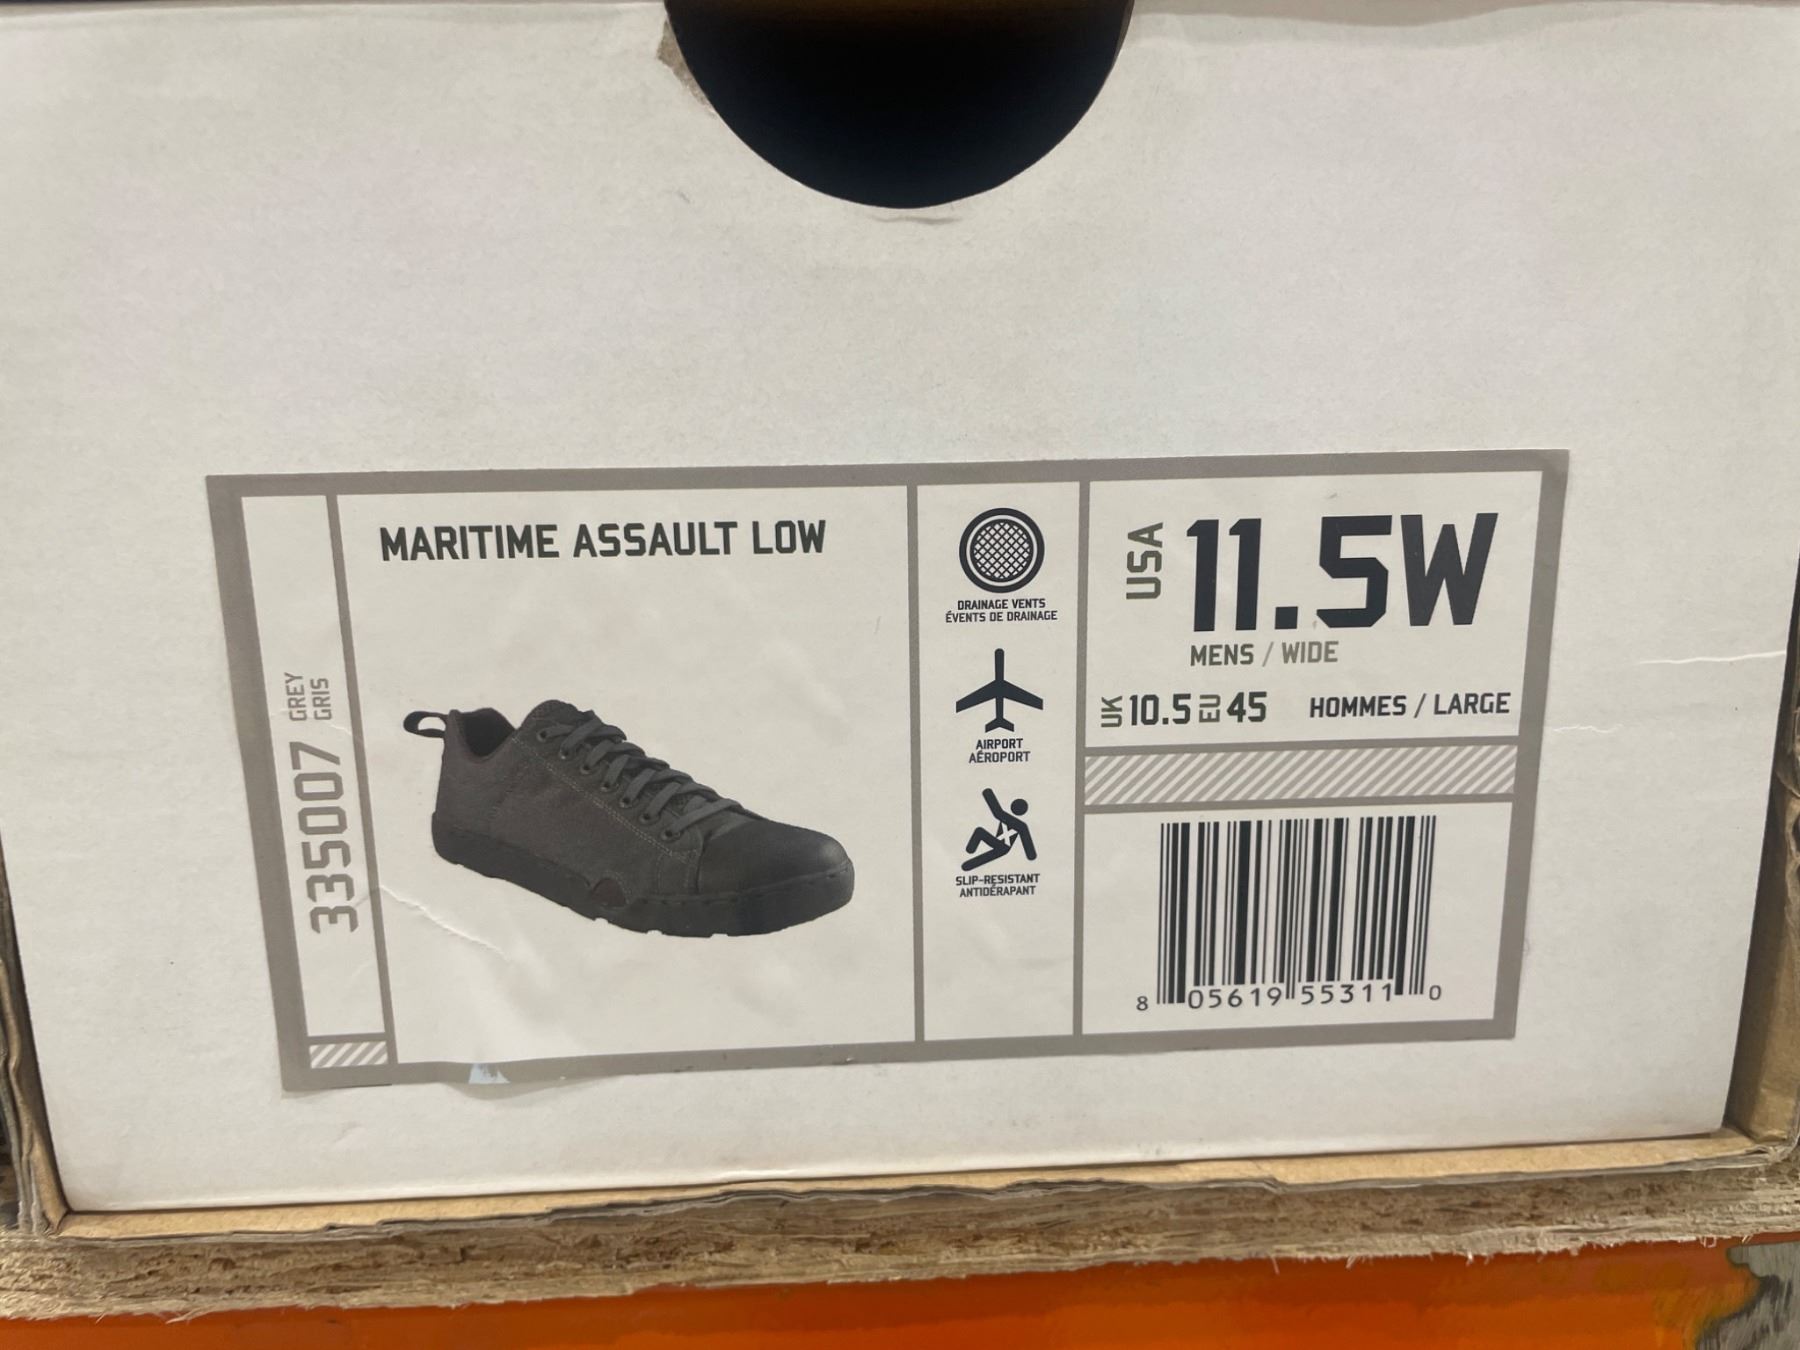 335007
GREY
GRIS
MARITIME ASSAULT LOW
DRAINAGE VENTS
ÉVENTS DE DRAINAGE
AIRPORT
AÉROPORT
SLIP-RESISTANT
ANTIDÉRAPANT
USA 11.5W
MENS / WIDE
UK 10.5 EU 45 HOMMES / LARGE
8 05619 55311 0